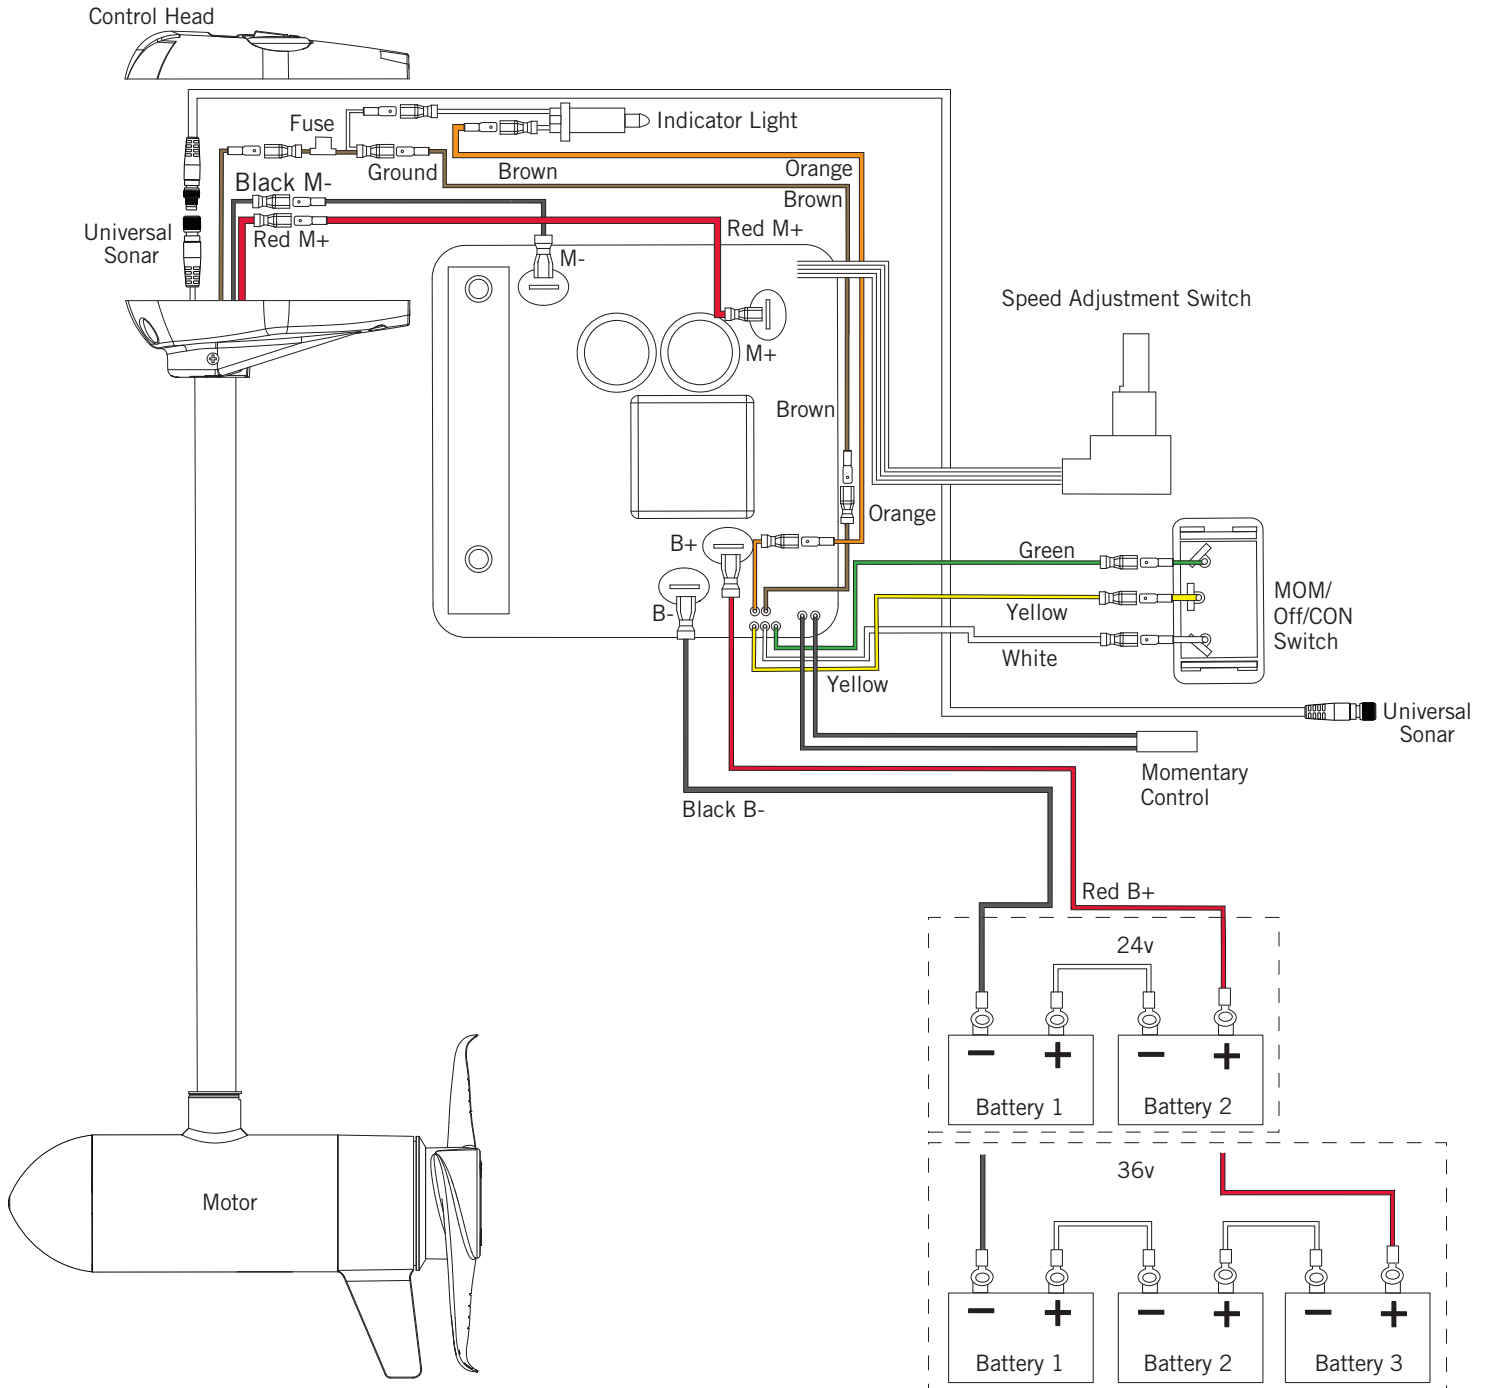 Control Head
Indicator Light
Fuse
Ground
Brown
Orange
Black M-
Brown
Universal
Sonar
Red M+
Red M+
M-
Speed Adjustment Switch
M+
Brown
Orange
B+
Green
B-
Yellow
MOM/
Off/CON
Switch
White
Yellow
Universal
Sonar
Momentary
Control
Black B-
Red B+
24v
− + − +
Battery 1
Battery 2
36v
Motor
− + − + − +
Battery 1
Battery 2
Battery 3